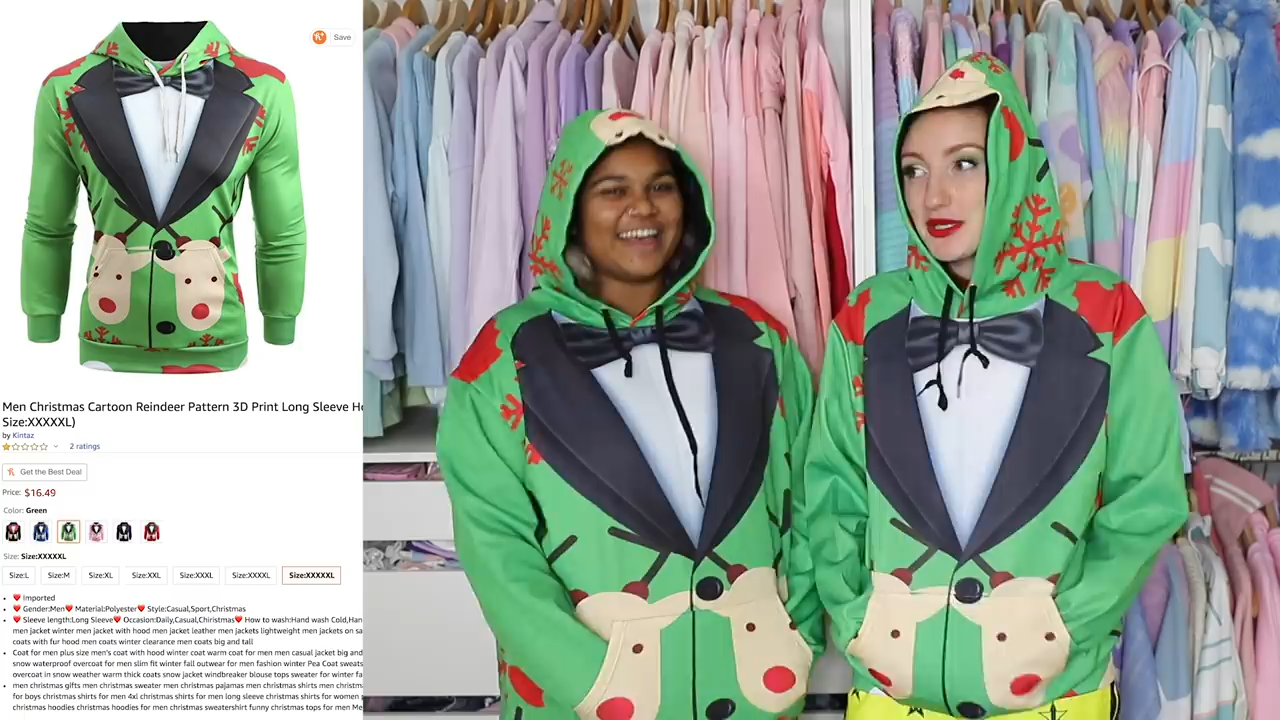 Save
Men Christmas Cartoon Reindeer Pattern 3D Print Long Sleeve
Size:XXXXXL)
by Kintaz
2 ratings
Get the Best Deal
Price: $16.49
Color: Green
Size: Size:XXXXXL
Size:L Size:M Size:XL Size:XXL Size:XXXL Size:XXXXL Size:XXXXXL
Imported
Gender:Men Material:Polyester Style:Casual,Sport,Christmas
Sleeve length:Long Sleeve Occasion:Daily,Casual,Christmas How to wash:Hand wash Cold,Han
men jacket winter men jacket with hood men jacket leather men jackets lightweight men jackets on sa
coats with fur hood men coats winter clearance men coats big and tall
Coat for men plus size men's coat with hood winter coat warm coat for men men casual jacket big and
snow waterproof overcoat for men slim fit winter fall outwear for men fashion winter Pea Coat sweats
overcoat in snow weather warm thick coats snow jacket windbreaker blouse tops sweater for winter fa
men christmas gifts men christmas sweater men christmas pajamas men christmas shirts men christm
for boys christmas shirts for men 4xl christmas shirts for men long sleeve christmas shirts for women
christmas hoodies christmas hoodies for men christmas sweatershirt funny christmas tops for men Me